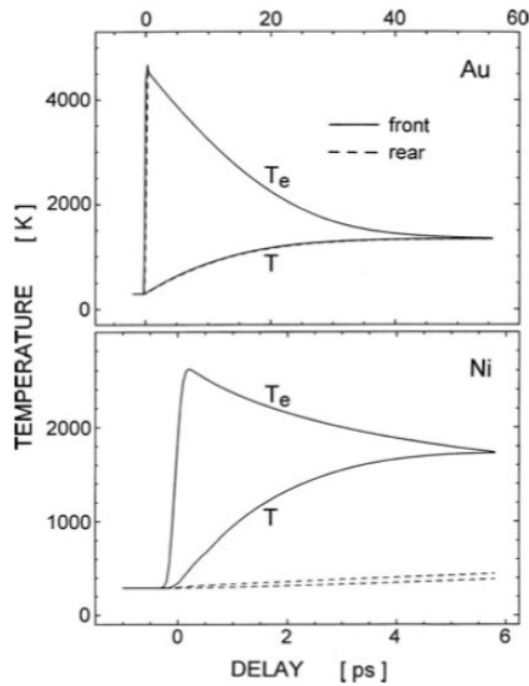 0 20 40 60
Au
4000
front
rear
Te
2000
T
0
TEMPERATURE [K]
Ni
Te
2000
T
1000
0
0 2 4 6
DELAY [ps]